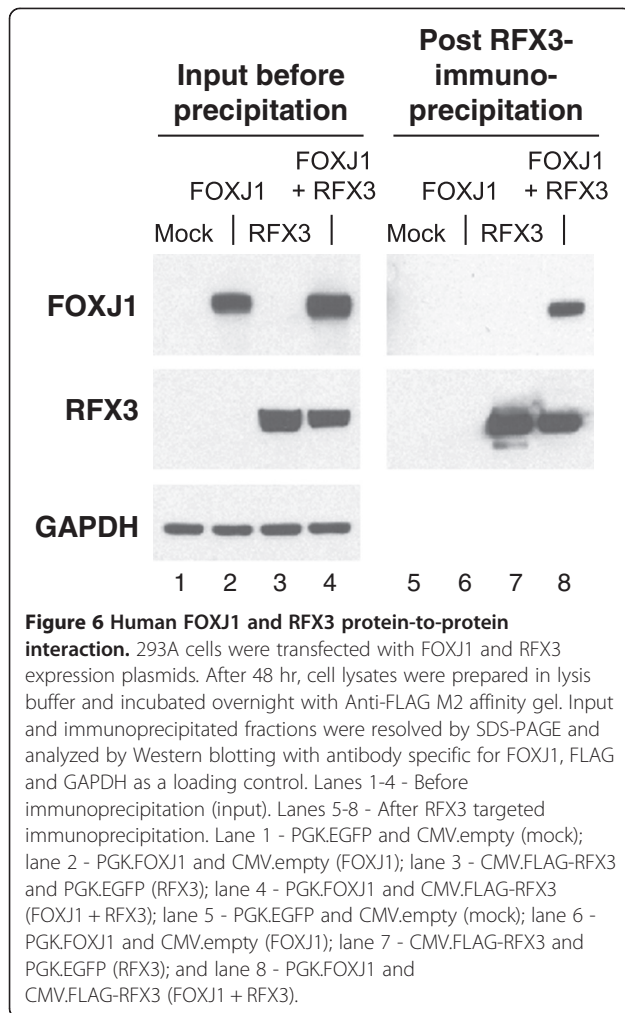 Input before
precipitation
Post RFX3-
immuno-
precipitation
FOXJ1
FOXJ1
+ RFX3
Mock | RFX3 |
FOXJ1
FOXJ1
+ RFX3
Mock | RFX3 |
FOXJ1
RFX3
GAPDH
1 2 3 4 5 6 7 8
Figure 6 Human FOXJ1 and RFX3 protein-to-protein
interaction. 293A cells were transfected with FOXJ1 and RFX3
expression plasmids. After 48 hr, cell lysates were prepared in lysis
buffer and incubated overnight with Anti-FLAG M2 affinity gel. Input
and immunoprecipitated fractions were resolved by SDS-PAGE and
analyzed by Western blotting with antibody specific for FOXJ1, FLAG
and GAPDH as a loading control. Lanes 1-4 - Before
immunoprecipitation (input). Lanes 5-8 - After RFX3 targeted
immunoprecipitation. Lane 1 - PGK.EGFP and CMV.empty (mock);
lane 2 - PGK.FOXJ1 and CMV.empty (FOXJ1); lane 3 - CMV.FLAG-RFX3
and PGK.EGFP (RFX3); lane 4 - PGK.FOXJ1 and CMV.FLAG-RFX3
(FOXJ1 + RFX3); lane 5 - PGK.EGFP and CMV.empty (mock); lane 6 -
PGK.FOXJ1 and CMV.empty (FOXJ1); lane 7 - CMV.FLAG-RFX3 and
PGK.EGFP (RFX3); and lane 8 - PGK.FOXJ1 and
CMV.FLAG-RFX3 (FOXJ1 + RFX3).